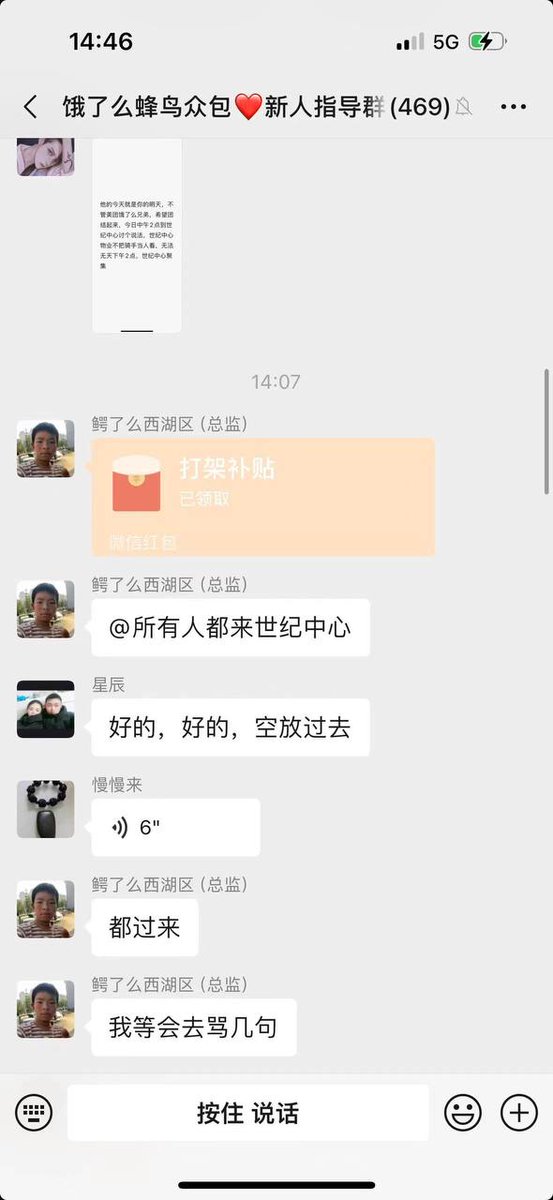 14:46
5G
饿了么蜂鸟众包❤️新人指导群(469)
他的今天就是你的明天，不
管美团饿了么兄弟，希望团
结起来，今日中午2点到世
纪中心讨个说法，世纪中心
物业不把骑手当人看，无法
无天下午2点，世纪中心聚
集
14:07
鳄了么西湖区 (总监)
打架补贴
已领取
微信红包
鳄了么西湖区 (总监)
@所有人都来世纪中心
星辰
好的，好的，空放过去
慢慢来
6"
鳄了么西湖区 (总监)
都过来
鳄了么西湖区 (总监)
我等会去骂几句
按住 说话